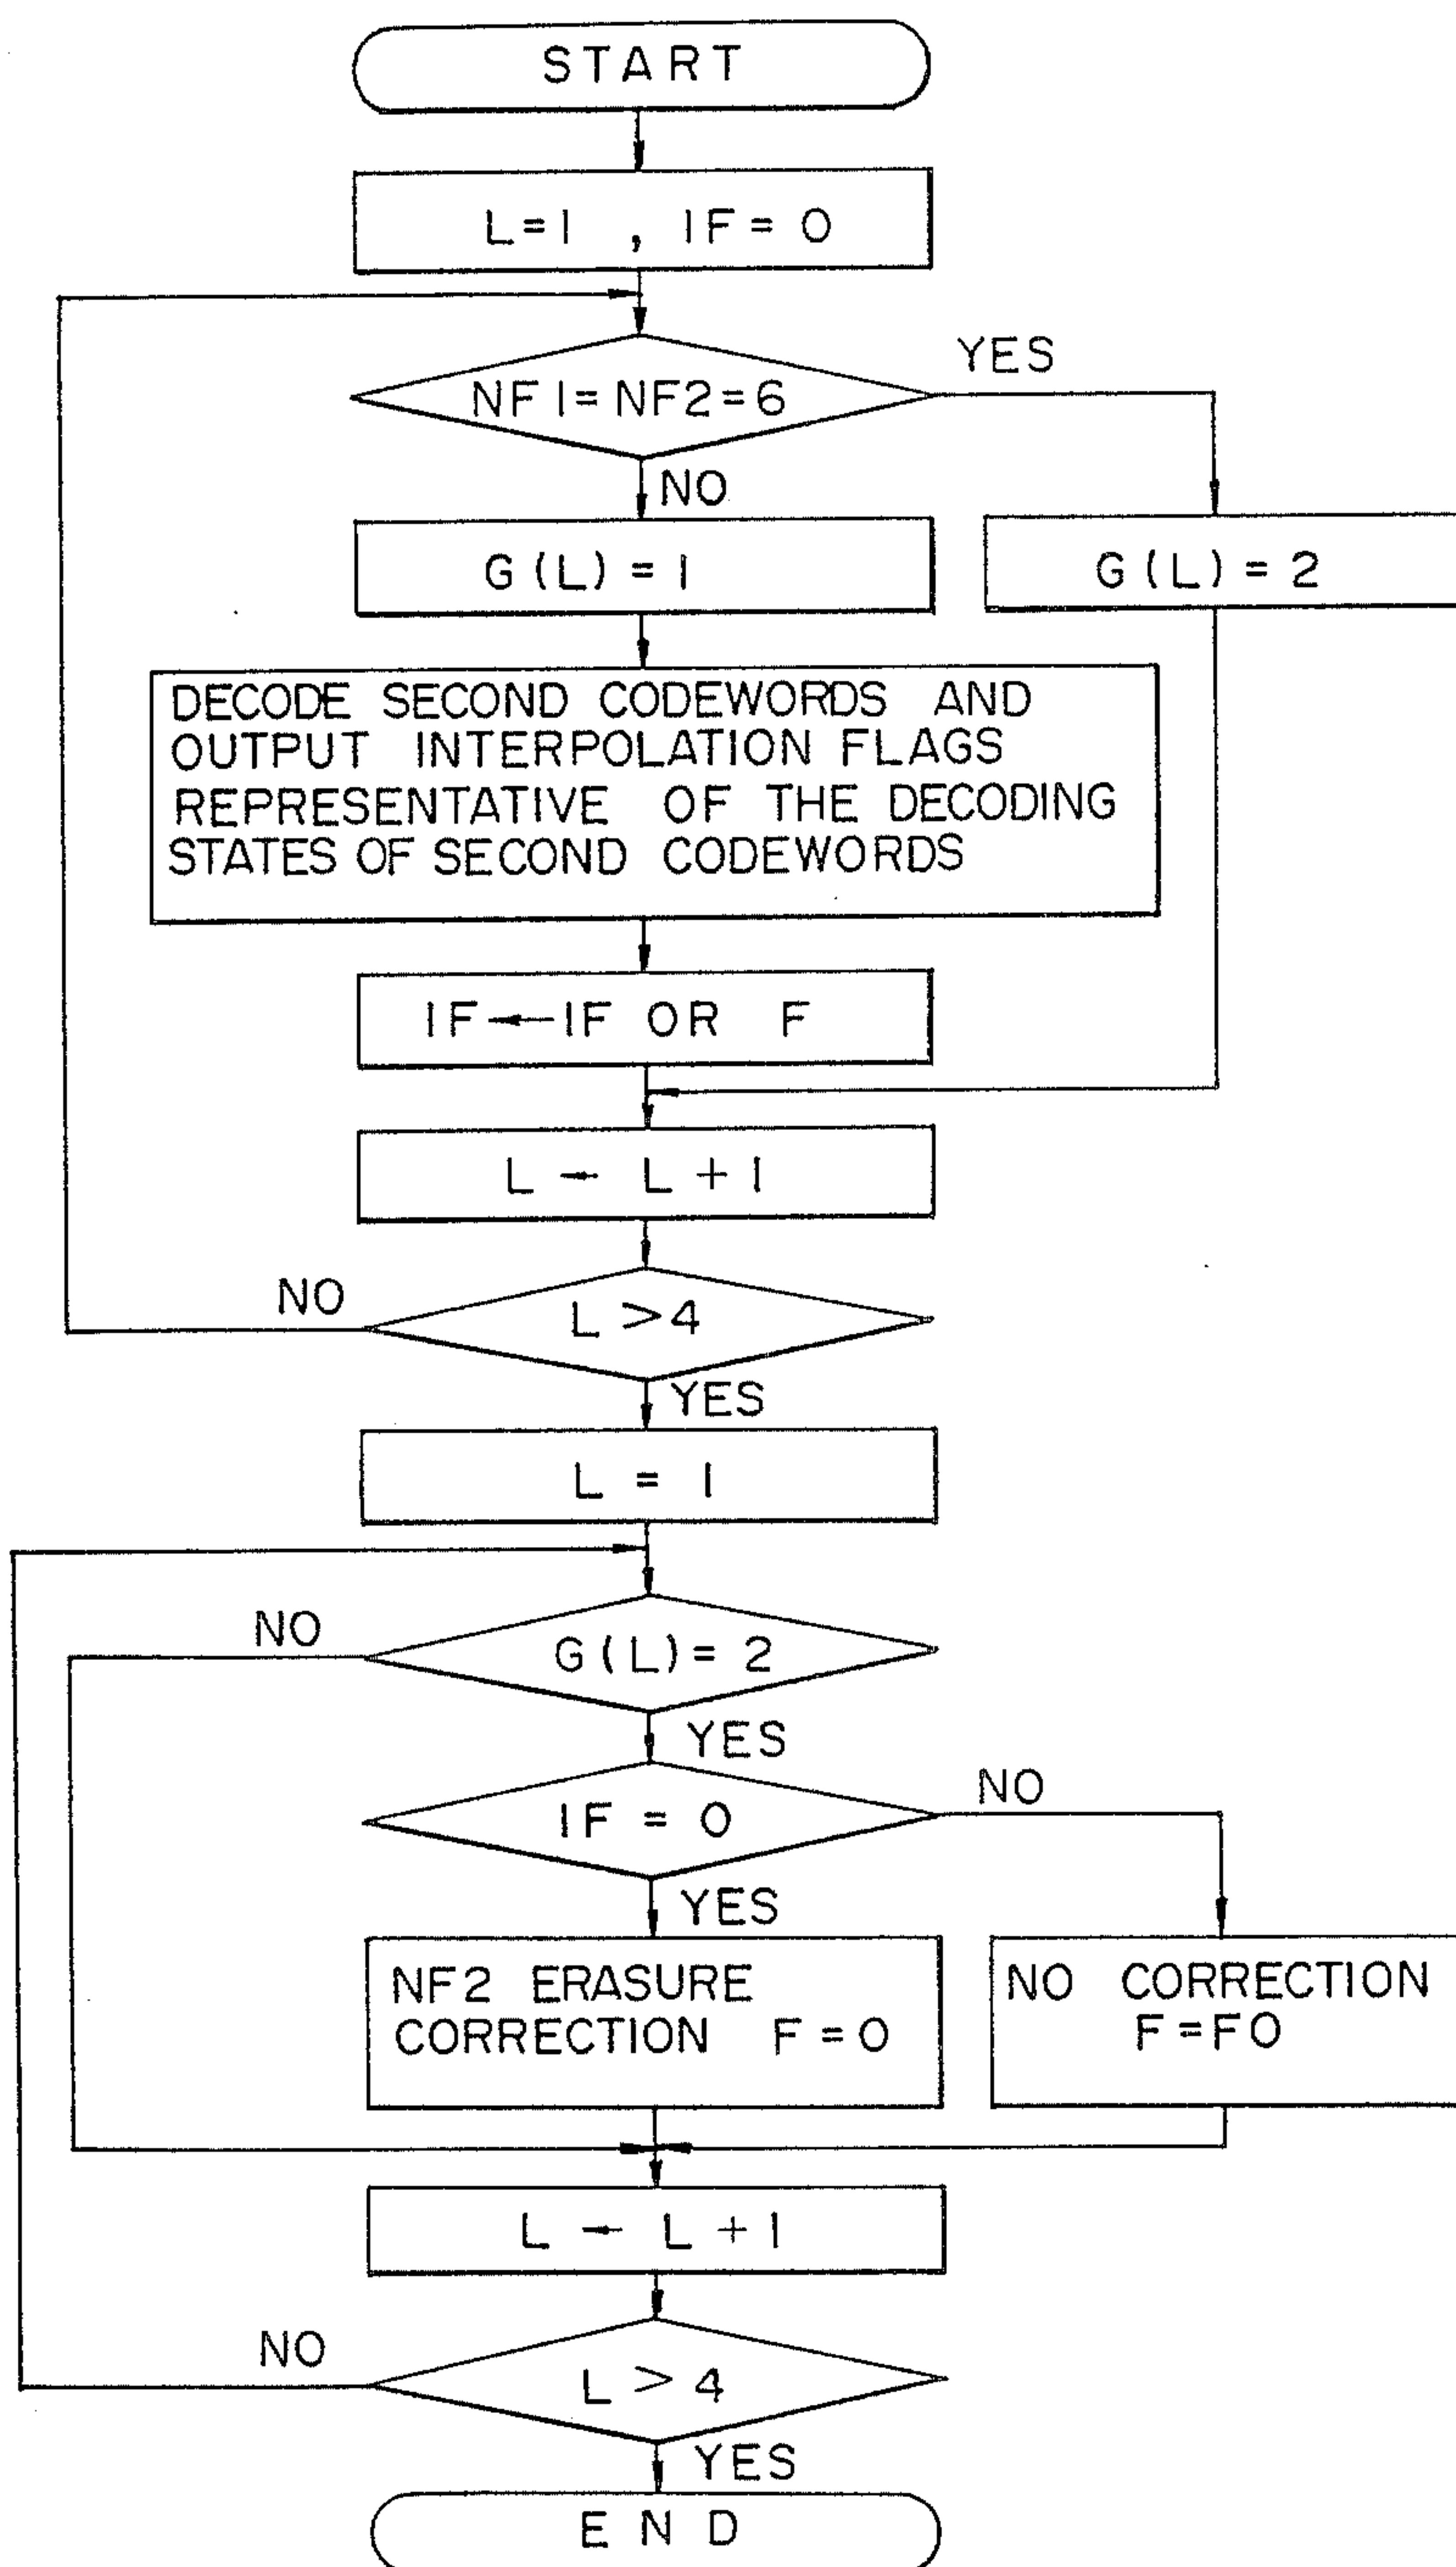 START
L=1 , IF=0
NF1=NF2=6
YES
NO
G(L)=1
G(L)=2
DECODE SECOND CODEWORDS AND
OUTPUT INTERPOLATION FLAGS
REPRESENTATIVE OF THE DECODING
STATES OF SECOND CODEWORDS
IF←IF OR F
L ← L+1
NO
L>4
YES
L = 1
NO
G(L)=2
YES
IF = 0
NO
YES
NF2 ERASURE
CORRECTION F=0
NO CORRECTION
F=F0
L ← L+1
NO
L > 4
YES
END